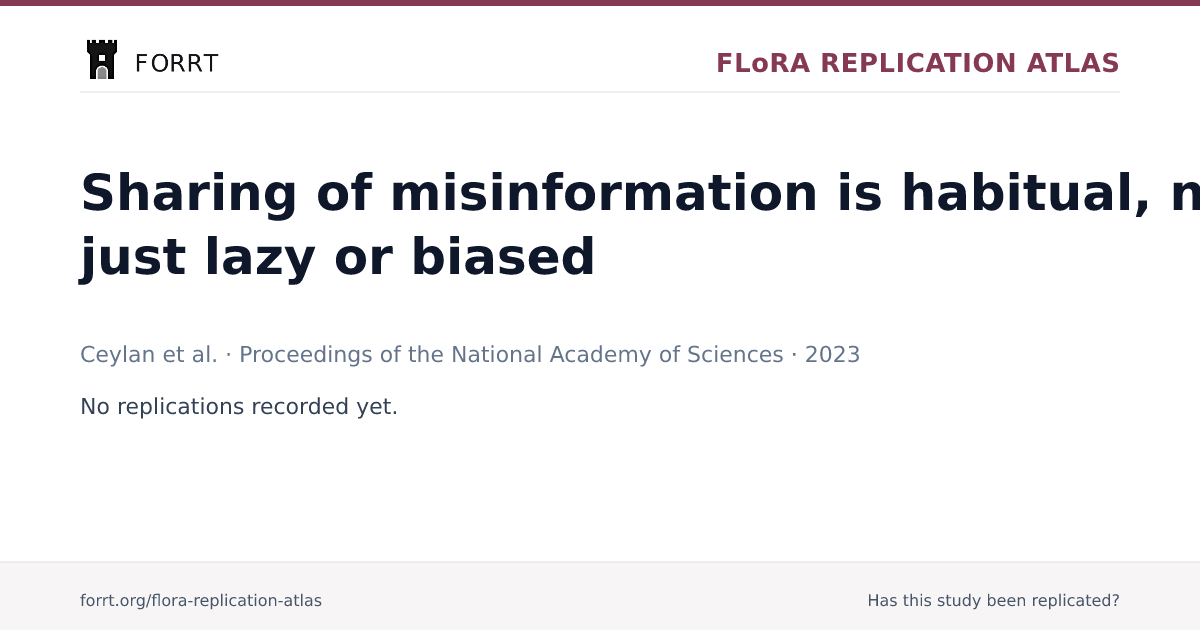 FORRT
FLoRA REPLICATION ATLAS
Sharing of misinformation is habitual,
just lazy or biased
Ceylan et al. · Proceedings of the National Academy of Sciences · 2023
No replications recorded yet.
forrt.org/flora-replication-atlas
Has this study been replicated?